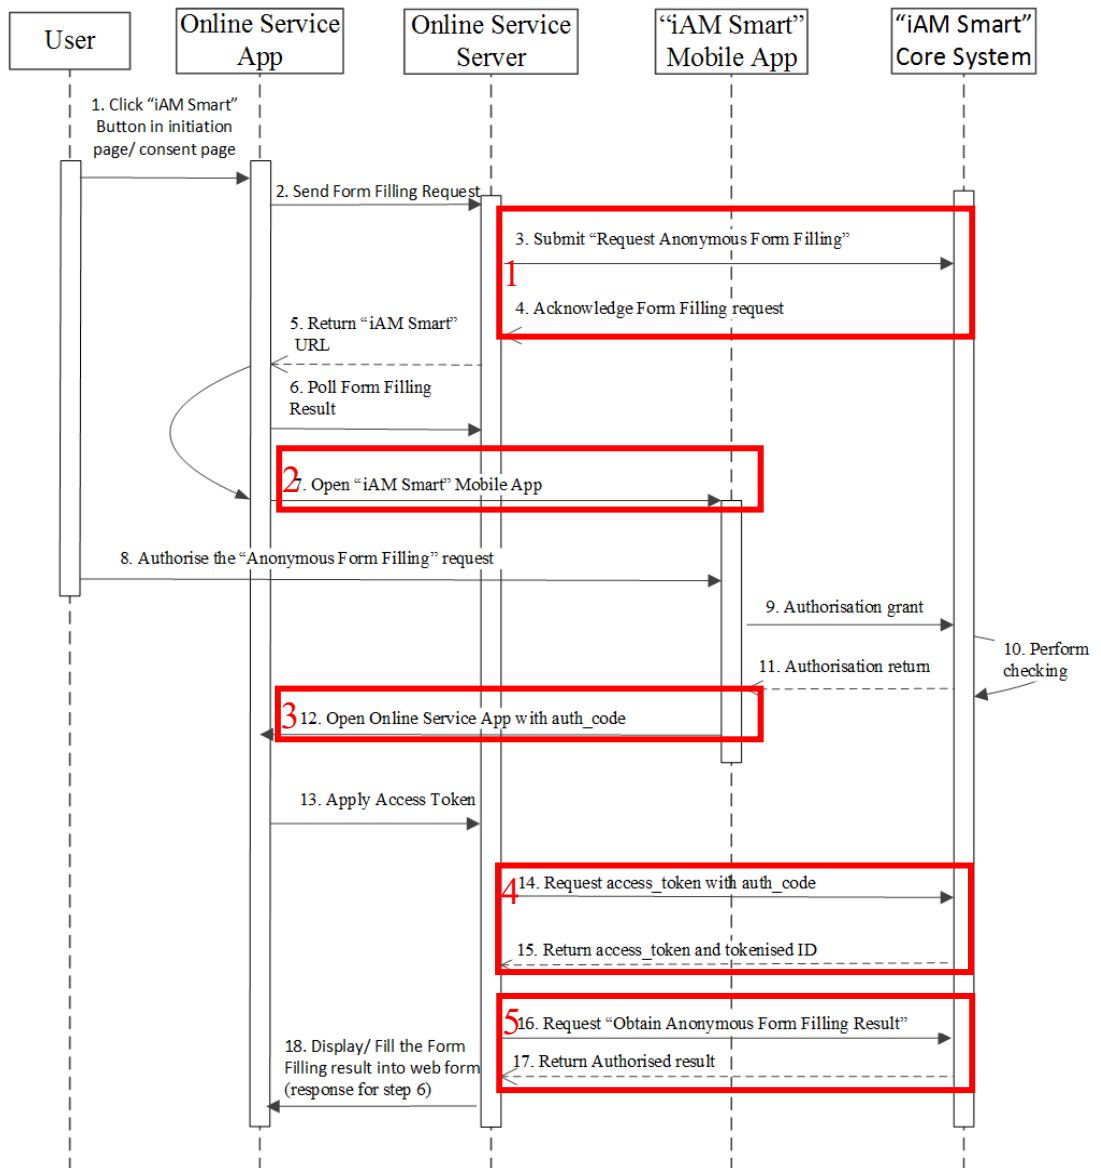 User
Online Service
App
Online Service
Server
“iAM Smart”
Mobile App
“iAM Smart”
Core System
1. Click “iAM Smart”
Button in initiation
page/ consent page
2. Send Form Filling Request
3. Submit “Request Anonymous Form Filling”
1
4. Acknowledge Form Filling request
5. Return “iAM Smart”
URL
6. Poll Form Filling
Result
2
7. Open “iAM Smart” Mobile App
8. Authorise the “Anonymous Form Filling” request
9. Authorisation grant
10. Perform
checking
11. Authorisation return
3
12. Open Online Service App with auth_code
13. Apply Access Token
4
14. Request access_token with auth_code
15. Return access_token and tokenised ID
5
16. Request “Obtain Anonymous Form Filling Result”
17. Return Authorised result
18. Display/ Fill the Form
Filling result into web form
(response for step 6)